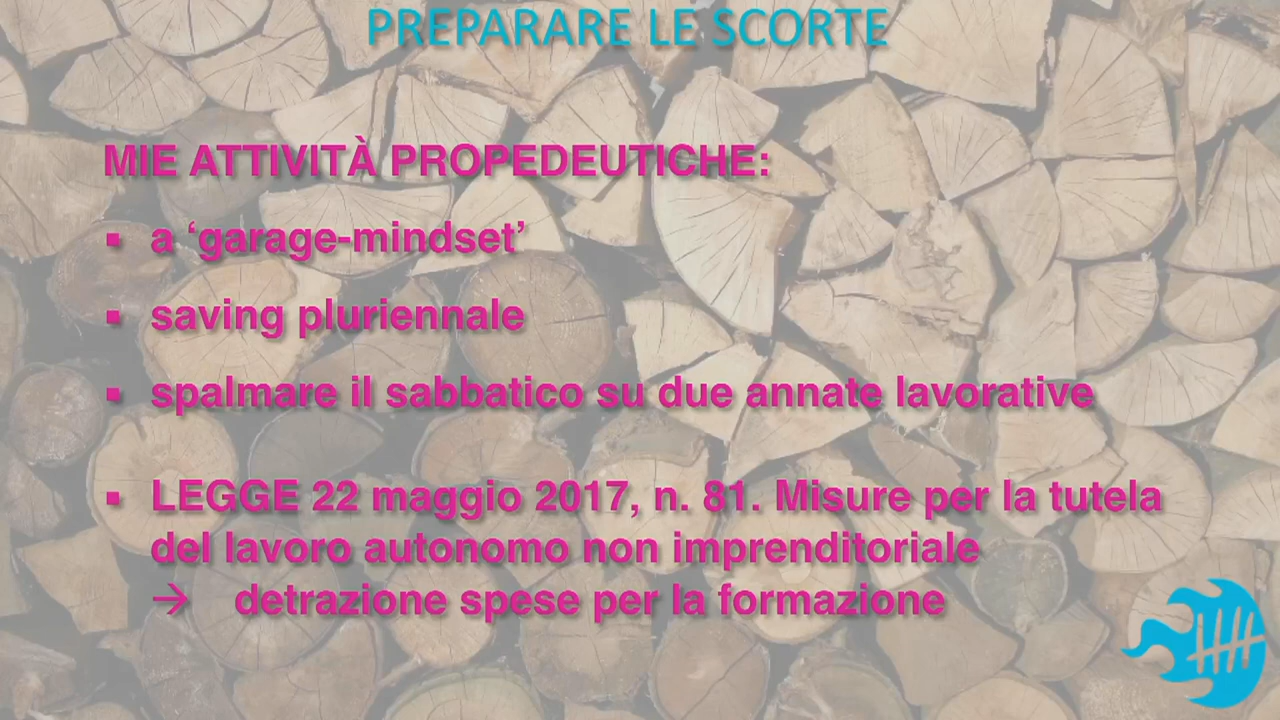 PREPARARE LE SCORTE
MIE ATTIVITÀ PROPEDEUTICHE:
▪ a ‘garage-mindset’
▪ saving pluriennale
▪ spalmare il sabbatico su due annate lavorative
▪ LEGGE 22 maggio 2017, n. 81. Misure per la tutela
del lavoro autonomo non imprenditoriale
→ detrazione spese per la formazione